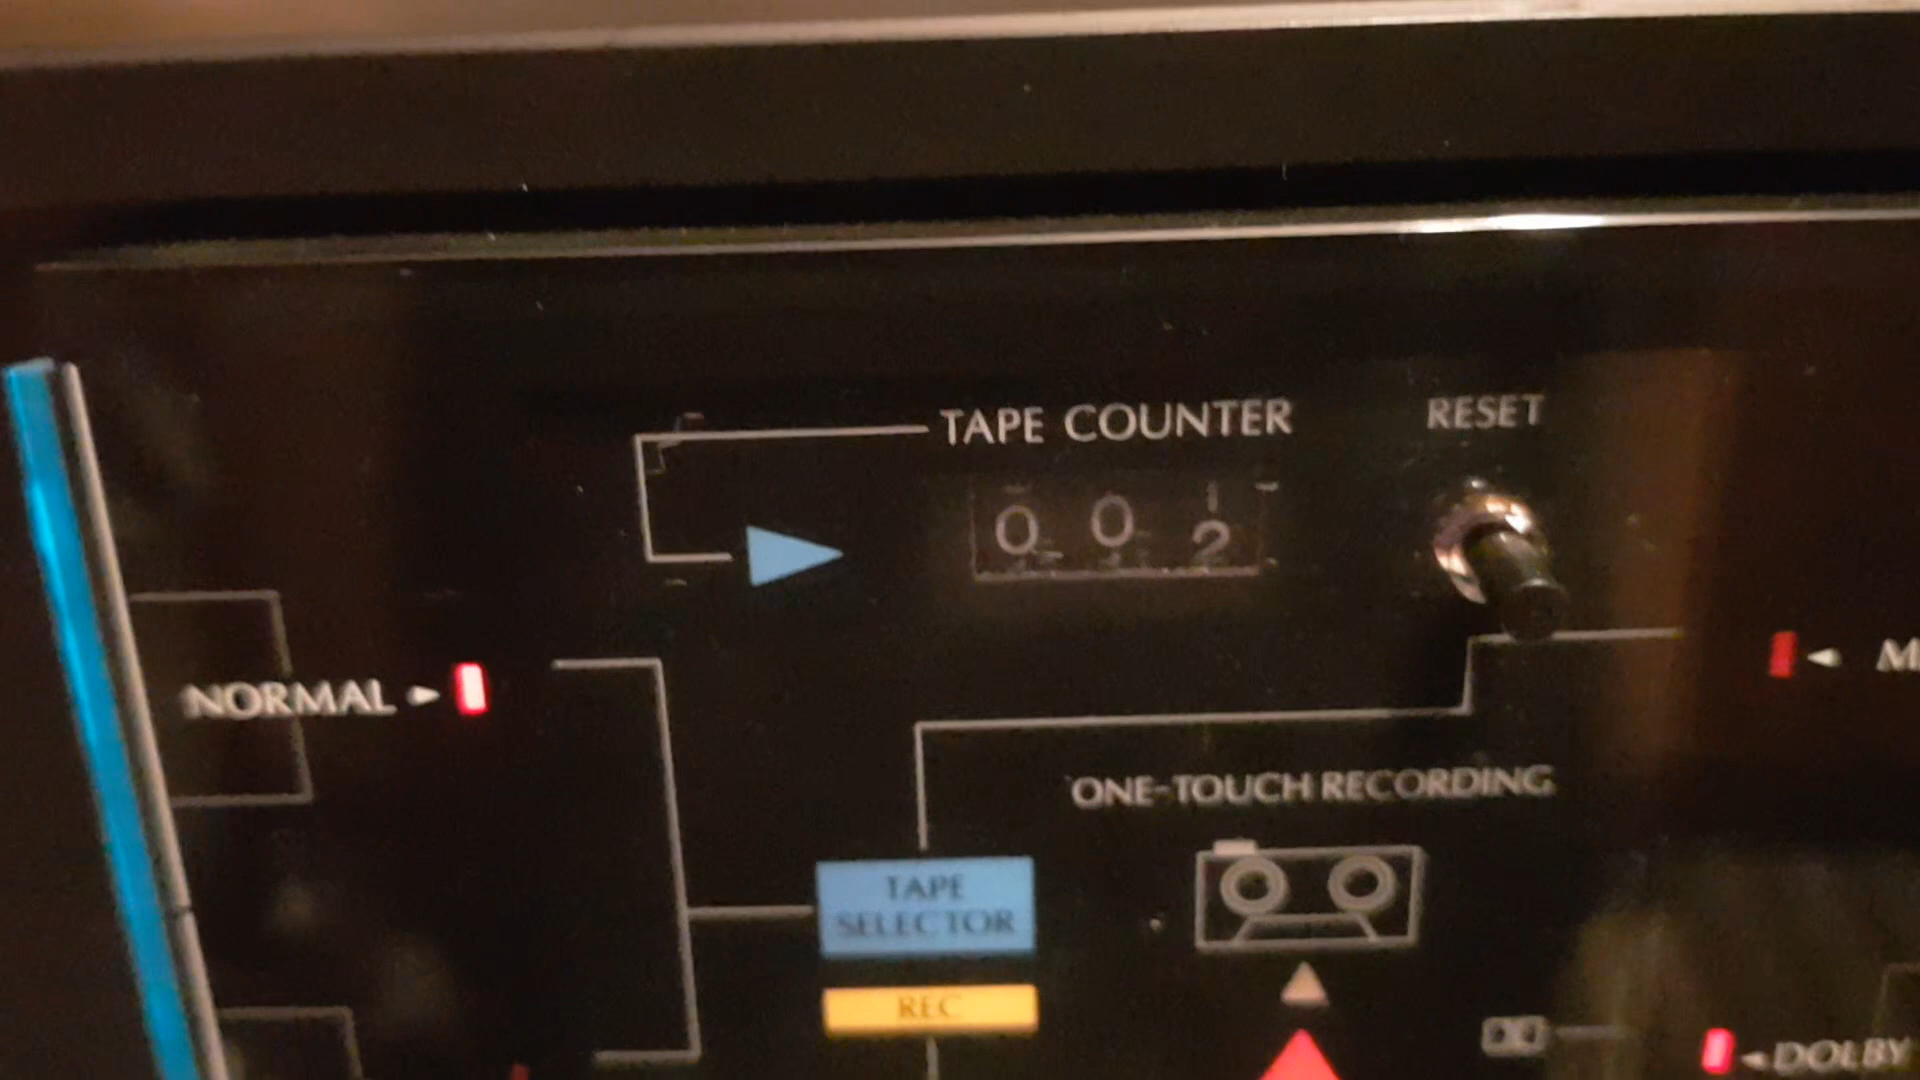 TAPE COUNTER
RESET
0 0 2
NORMAL
ONE-TOUCH RECORDING
TAPE
SELECTOR
REC
DOLBY